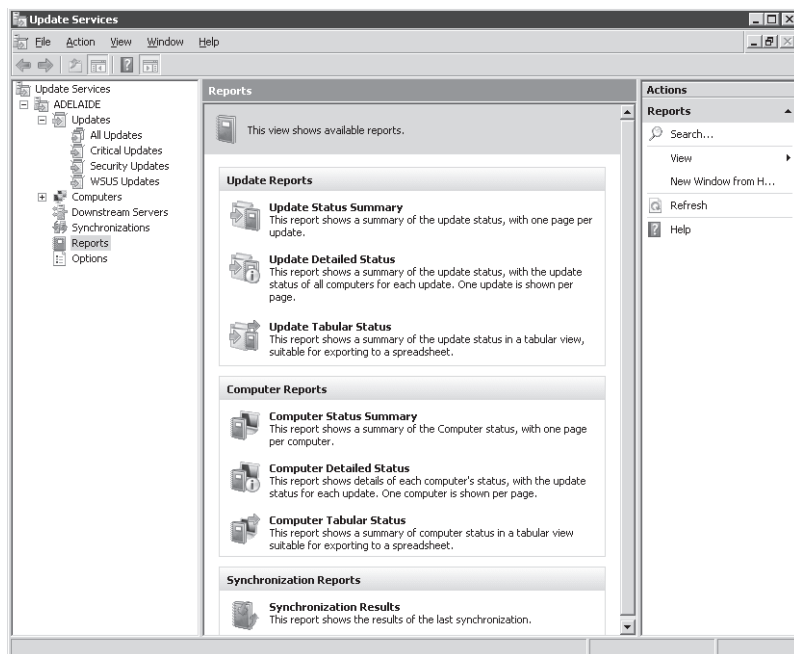 Update Services
File Action View Window Help
Update Services
ADELAIDE
Updates
All Updates
Critical Updates
Security Updates
WSUS Updates
Computers
Downstream Servers
Synchronizations
Reports
Options
Reports
This view shows available reports.
Update Reports
Update Status Summary
This report shows a summary of the update status, with one page per
update.
Update Detailed Status
This report shows a summary of the update status, with the update
status of all computers for each update. One update is shown per
page.
Update Tabular Status
This report shows a summary of the update status in a tabular view,
suitable for exporting to a spreadsheet.
Computer Reports
Computer Status Summary
This report shows a summary of the Computer status, with one page
per computer.
Computer Detailed Status
This report shows details of each computer's status, with the update
status for each update. One computer is shown per page.
Computer Tabular Status
This report shows a summary of computer status in a tabular view
suitable for exporting to a spreadsheet.
Synchronization Reports
Synchronization Results
This report shows the results of the last synchronization.
Actions
Reports
Search...
View
New Window from H...
Refresh
Help